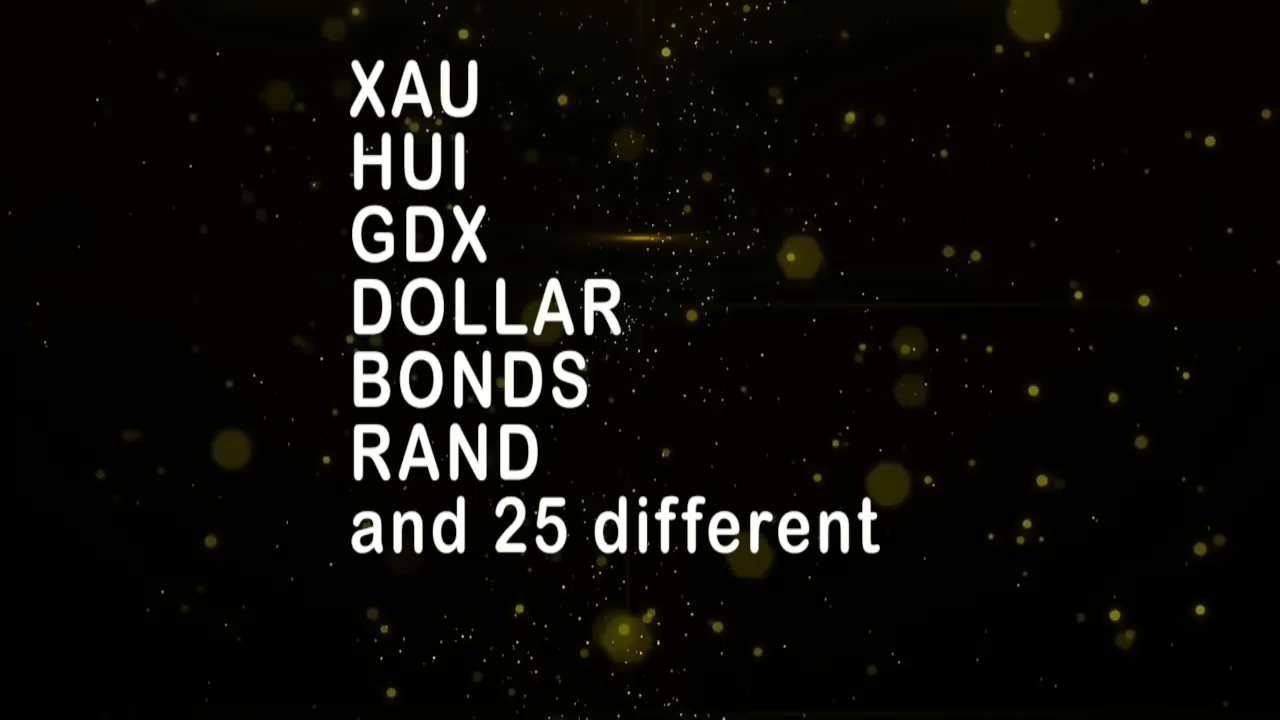 XAU
HUI
GDX
DOLLAR
BONDS
RAND
and 25 different